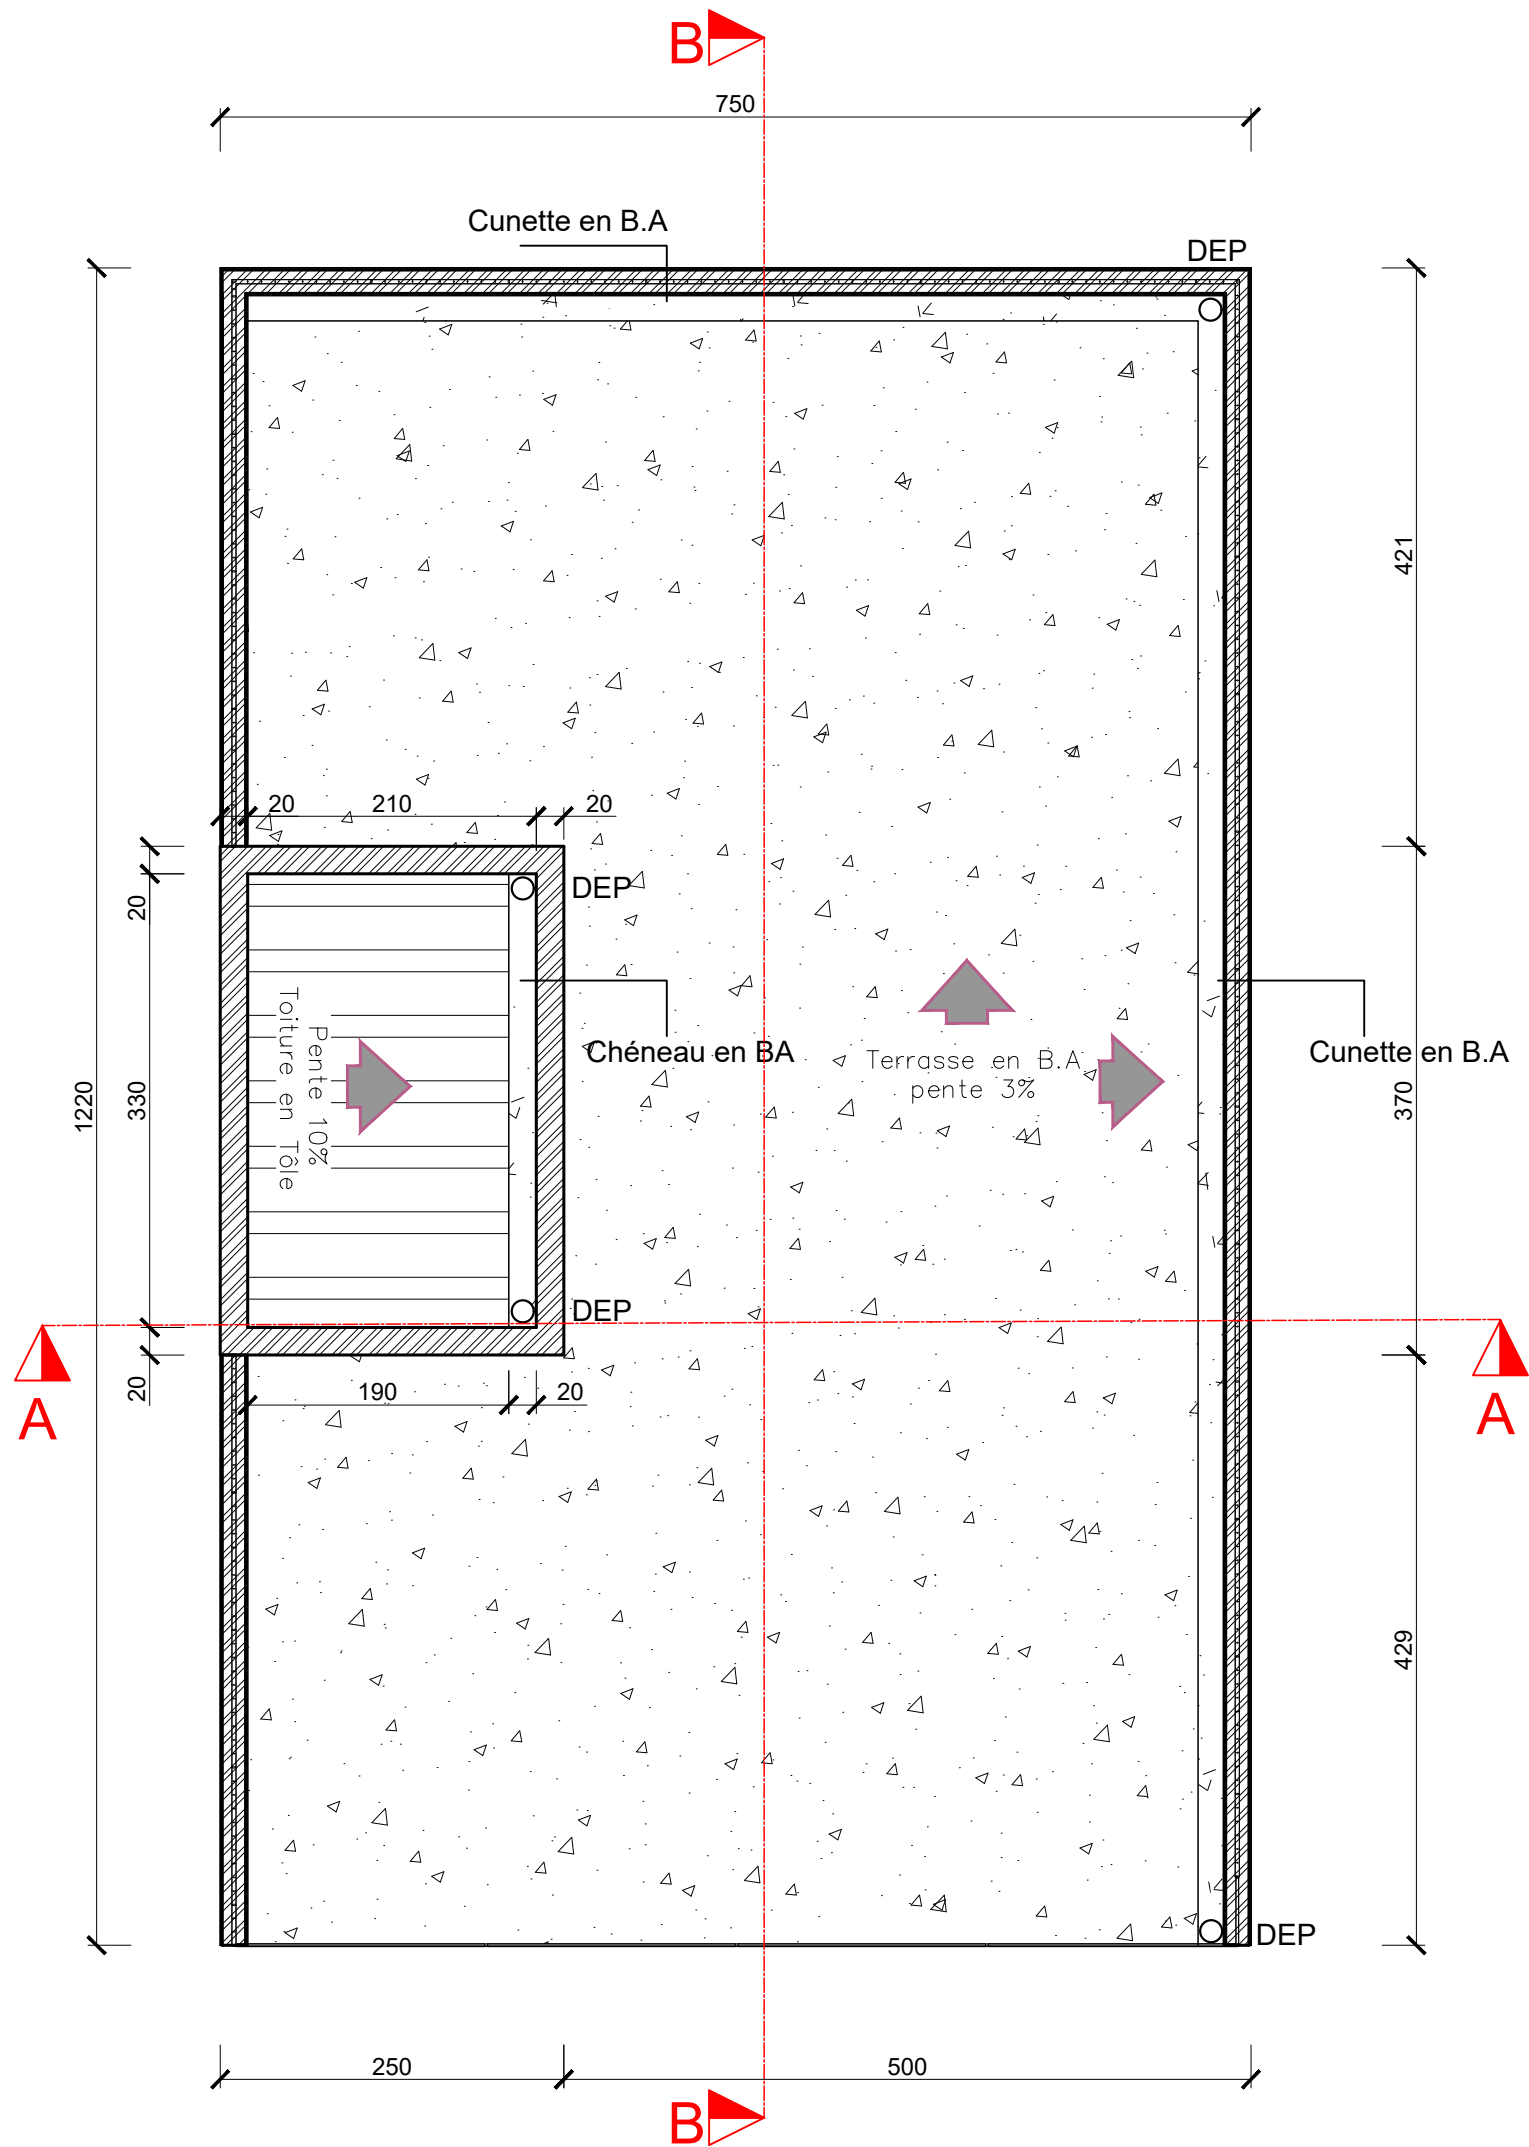 B
750
Cunette en B.A
DEP
421
20
210
20
20
DEP
Toiture en Tôle
Pente 10%
330
1220
Chéneau en BA
Terrasse en B.A
pente 3%
Cunette en B.A
370
DEP
A
A
20
190
20
429
DEP
250
500
B